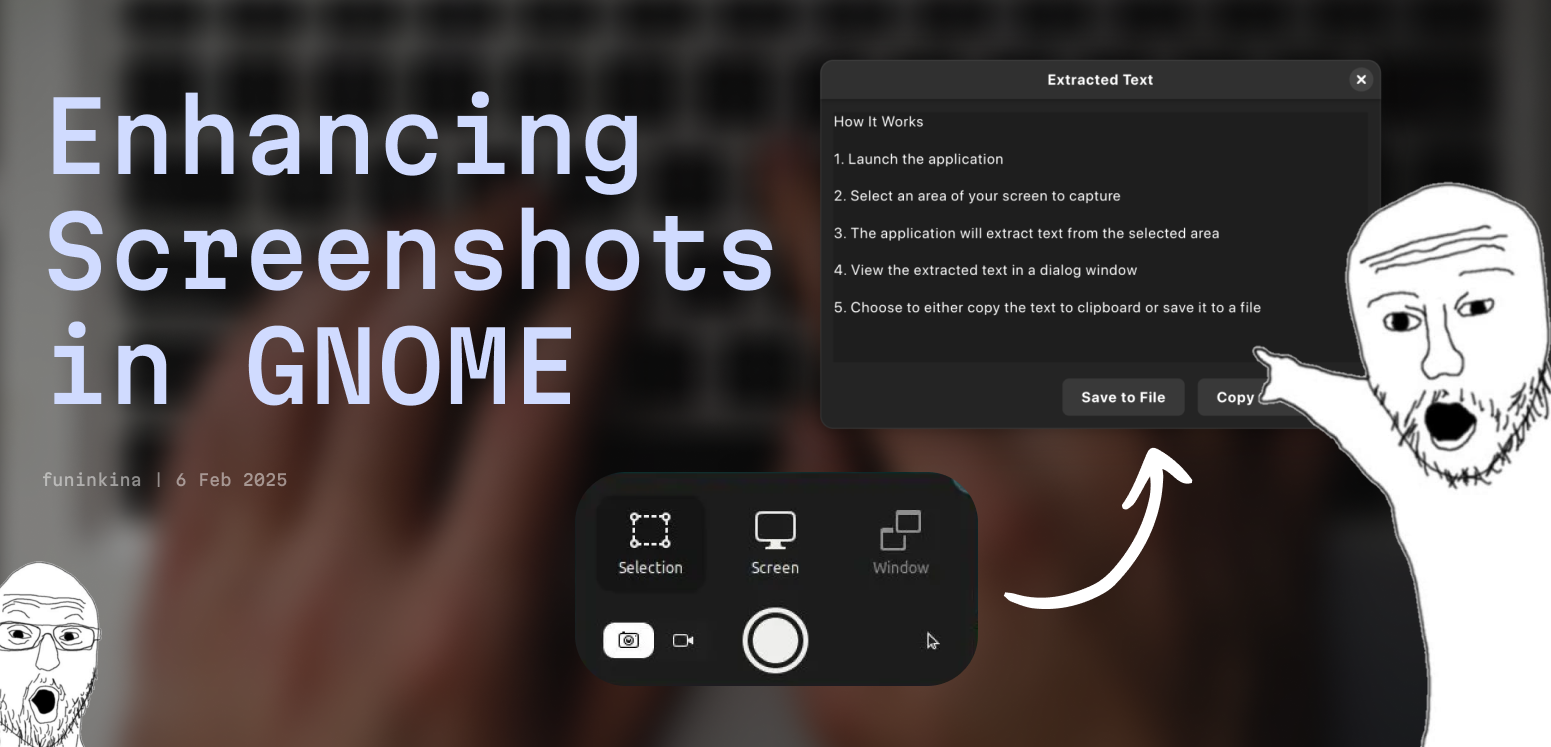 Enhancing
Screenshots
in GNOME
funinkina | 6 Feb 2025
Extracted Text
How It Works
1. Launch the application
2. Select an area of your screen to capture
3. The application will extract text from the selected area
4. View the extracted text in a dialog window
5. Choose to either copy the text to clipboard or save it to a file
Save to File
Copy
Selection
Screen
Window